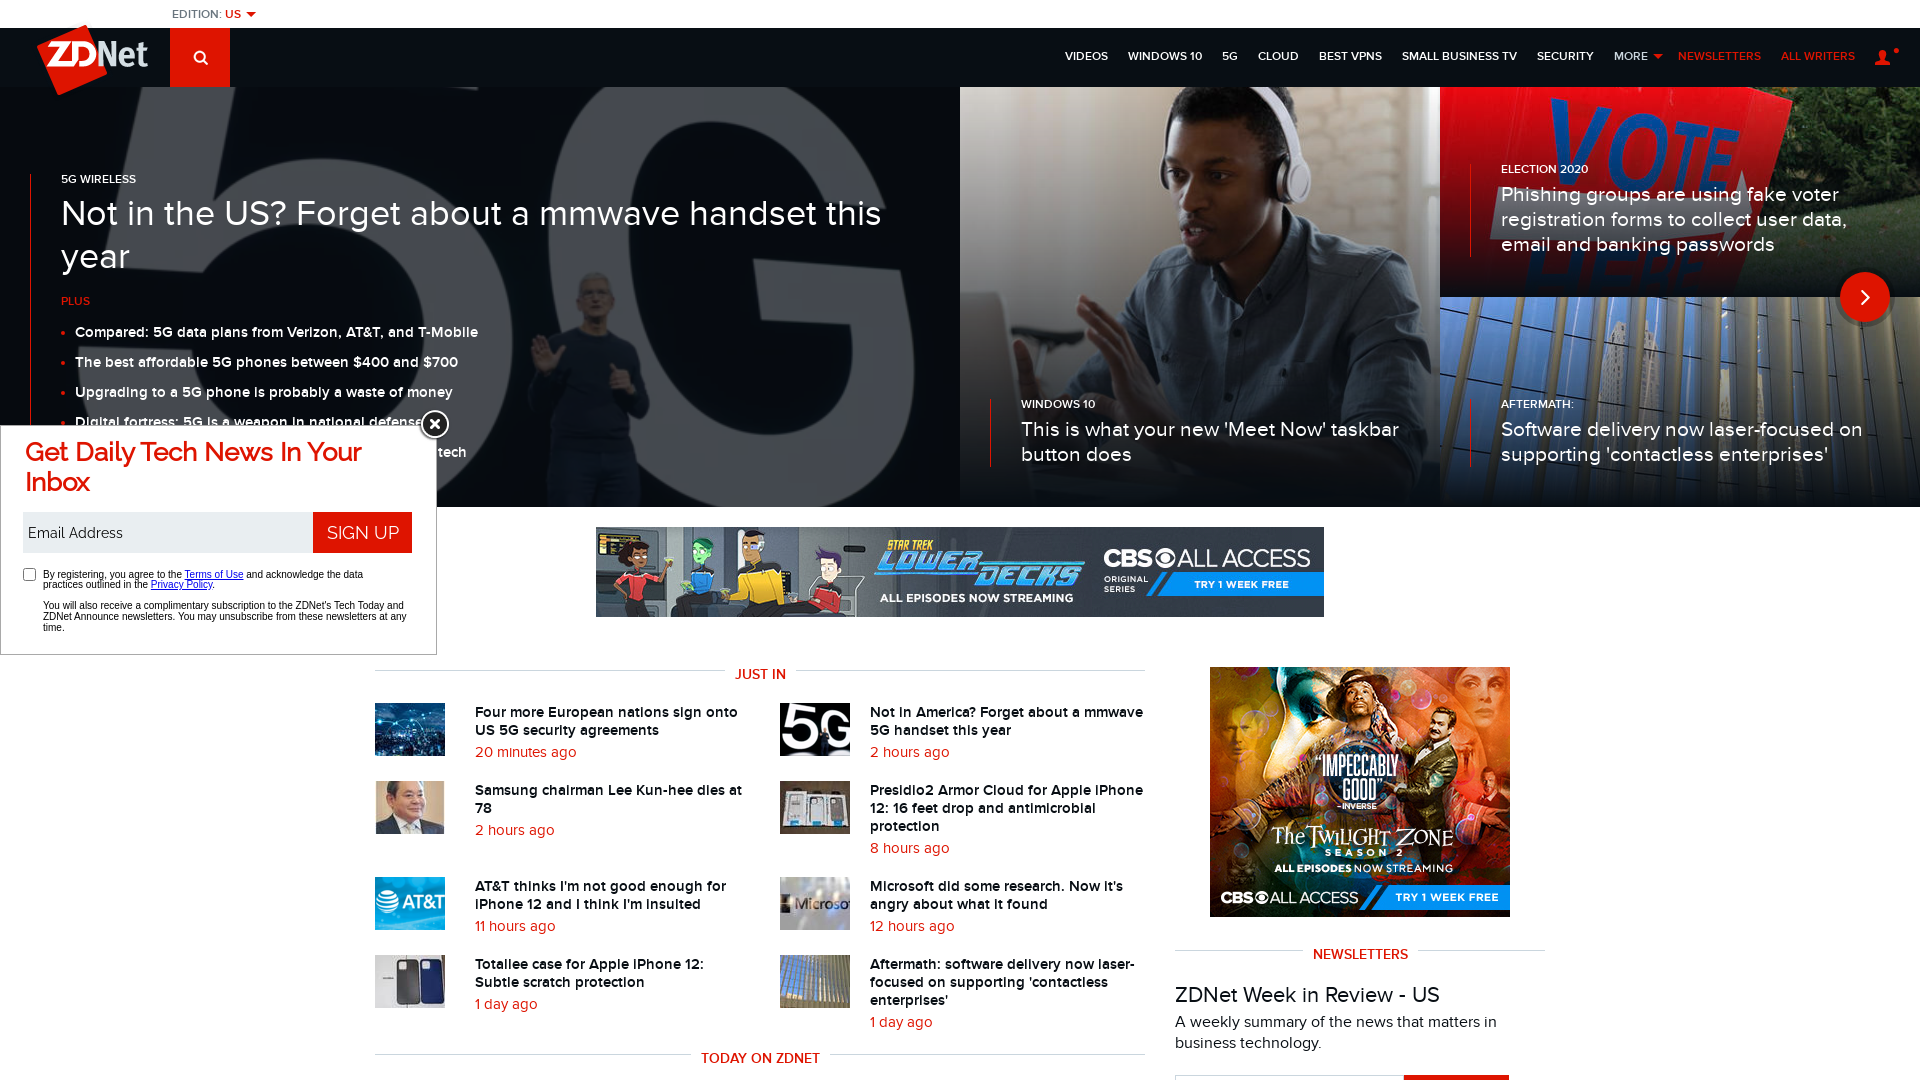 EDITION: US
ZDNet
VIDEOS WINDOWS 10 5G CLOUD BEST VPNS SMALL BUSINESS TV SECURITY MORE NEWSLETTERS ALL WRITERS
5G
5G WIRELESS
Not in the US? Forget about a mmwave handset this
year
PLUS
Compared: 5G data plans from Verizon, AT&T, and T-Mobile
The best affordable 5G phones between $400 and $700
Upgrading to a 5G phone is probably a waste of money
Digital fortress: 5G is a weapon in national defense
tech
WINDOWS 10
This is what your new 'Meet Now' taskbar
button does
VOTE
HERE
ELECTION 2020
Phishing groups are using fake voter
registration forms to collect user data,
email and banking passwords
AFTERMATH:
Software delivery now laser-focused on
supporting 'contactless enterprises'
Get Daily Tech News In Your
Inbox
Email Address
SIGN UP
By registering, you agree to the Terms of Use and acknowledge the data
practices outlined in the Privacy Policy.
You will also receive a complimentary subscription to the ZDNet's Tech Today and
ZDNet Announce newsletters. You may unsubscribe from these newsletters at any
time.
STAR TREK
LOWER DECKS
ALL EPISODES NOW STREAMING
CBS ALL ACCESS
ORIGINAL
SERIES
TRY 1 WEEK FREE
JUST IN
Four more European nations sign onto
US 5G security agreements
20 minutes ago
5G
Not in America? Forget about a mmwave
5G handset this year
2 hours ago
Samsung chairman Lee Kun-hee dies at
78
2 hours ago
Presidio2 Armor Cloud for Apple iPhone
12: 16 feet drop and antimicrobial
protection
8 hours ago
AT&T
AT&T thinks I'm not good enough for
iPhone 12 and I think I'm insulted
11 hours ago
Microso
Microsoft did some research. Now it's
angry about what it found
12 hours ago
Totallee case for Apple iPhone 12:
Subtle scratch protection
1 day ago
Aftermath: software delivery now laser-
focused on supporting 'contactless
enterprises'
1 day ago
TODAY ON ZDNET
"IMPECCABLY
GOOD"
-INVERSE
The TWILIGHT ZONE
SEASON 2
ALL EPISODES NOW STREAMING
CBS ALL ACCESS
TRY 1 WEEK FREE
NEWSLETTERS
ZDNet Week in Review - US
A weekly summary of the news that matters in
business technology.